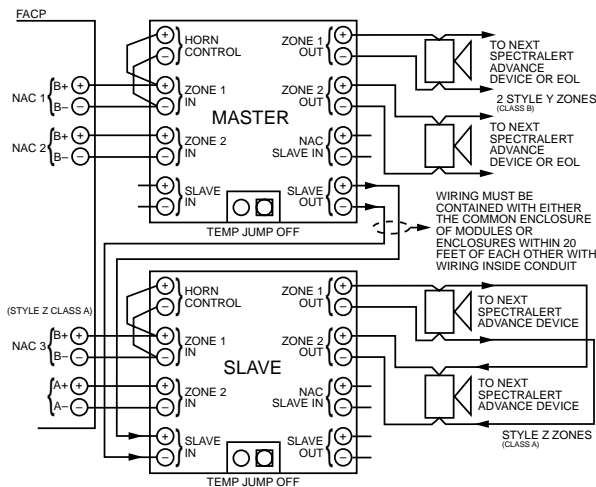 FACP
NAC 1
B+
B–
NAC 2
B+
B–
+
–
HORN
CONTROL
+
–
ZONE 1
IN
+
–
ZONE 2
IN
+
–
SLAVE
IN
MASTER
ZONE 1
OUT
+
–
ZONE 2
OUT
+
–
NAC
SLAVE IN
+
–
SLAVE
OUT
+
–
TEMP JUMP OFF
TO NEXT
SPECTRALERT
ADVANCE
DEVICE OR EOL
2 STYLE Y ZONES
(CLASS B)
TO NEXT
SPECTRALERT
ADVANCE
DEVICE OR EOL
WIRING MUST BE
CONTAINED WITH EITHER
THE COMMON ENCLOSURE
OF MODULES OR
ENCLOSURES WITHIN 20
FEET OF EACH OTHER WITH
WIRING INSIDE CONDUIT
(STYLE Z CLASS A)
NAC 3
B+
B–
A+
A–
+
–
HORN
CONTROL
+
–
ZONE 1
IN
+
–
ZONE 2
IN
+
–
SLAVE
IN
SLAVE
ZONE 1
OUT
+
–
ZONE 2
OUT
+
–
NAC
SLAVE IN
+
–
SLAVE
OUT
+
–
TEMP JUMP OFF
TO NEXT
SPECTRALERT
ADVANCE DEVICE
TO NEXT
SPECTRALERT
ADVANCE DEVICE
STYLE Z ZONES
(CLASS A)